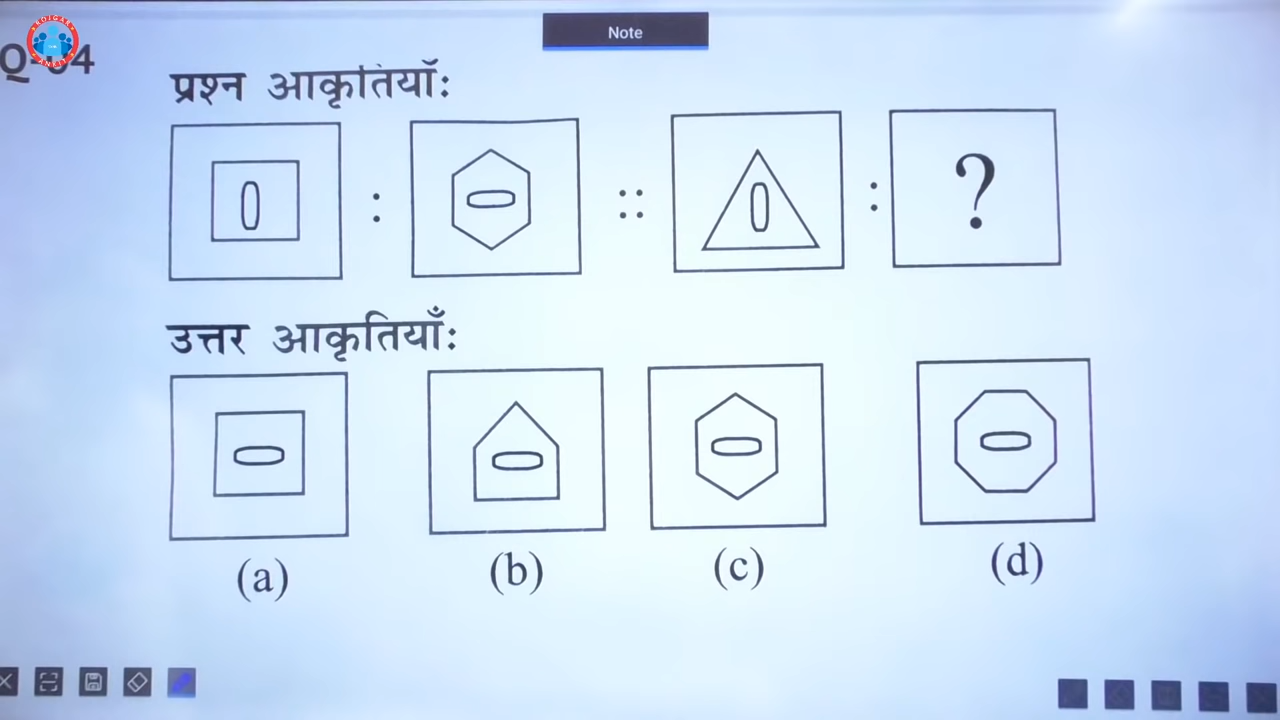 Note
Q-04
प्रश्न आकृतियाँ:
: :: : ?
उत्तर आकृतियाँ:
(a) (b) (c) (d)